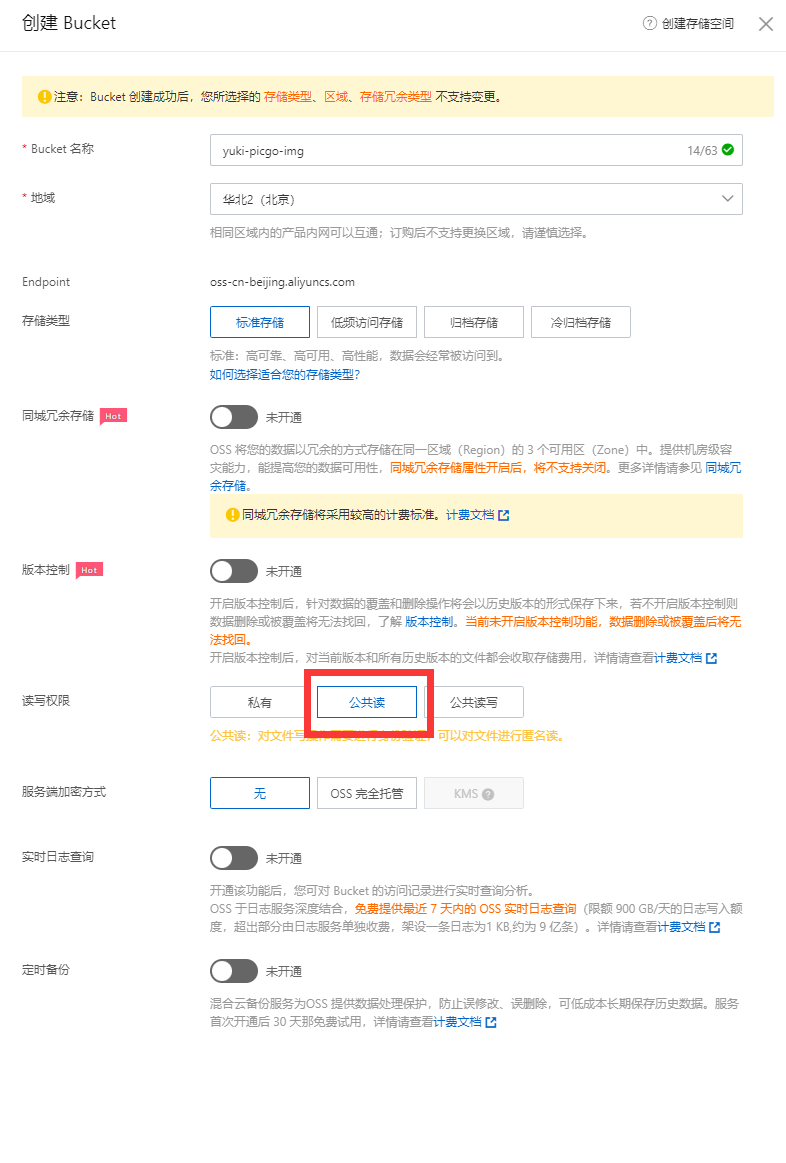 创建 Bucket
创建存储空间
注意：Bucket 创建成功后，您所选择的 存储类型、区域、存储冗余类型 不支持变更。
* Bucket 名称
yuki-picgo-img
14/63
* 地域
华北2（北京）
相同区域内的产品内网可以互通；订购后不支持更换区域，请谨慎选择。
Endpoint
oss-cn-beijing.aliyuncs.com
存储类型
标准存储
低频访问存储
归档存储
冷归档存储
标准：高可靠、高可用、高性能，数据会经常被访问到。
如何选择适合您的存储类型？
同城冗余存储
Hot
未开通
OSS 将您的数据以冗余的方式存储在同一区域（Region）的 3 个可用区（Zone）中。提供机房级容
灾能力，能提高您的数据可用性，同城冗余存储属性开启后，将不支持关闭。更多详情请参见 同城冗
余存储。
同城冗余存储将采用较高的计费标准。计费文档
版本控制
Hot
未开通
开启版本控制后，针对数据的覆盖和删除操作将会以历史版本的形式保存下来，若不开启版本控制则
数据删除或被覆盖将无法找回，了解 版本控制。当前未开启版本控制功能，数据删除或被覆盖后将无
法找回。
开启版本控制后，对当前版本和所有历史版本的文件都会收取存储费用，详情请查看计费文档
读写权限
私有
公共读
公共读写
公共读：对文件写 可以对文件进行匿名读。
服务端加密方式
无
OSS 完全托管
KMS
实时日志查询
未开通
开通该功能后，您可对 Bucket 的访问记录进行实时查询分析。
OSS 于日志服务深度结合，免费提供最近 7 天内的 OSS 实时日志查询（限额 900 GB/天的日志写入额
度，超出部分由日志服务单独收费，架设一条日志为1 KB,约为 9 亿条）。详情请查看计费文档
定时备份
未开通
混合云备份服务为OSS 提供数据处理保护，防止误修改、误删除，可低成本长期保存历史数据。服务
首次开通后 30 天那免费试用，详情请查看计费文档